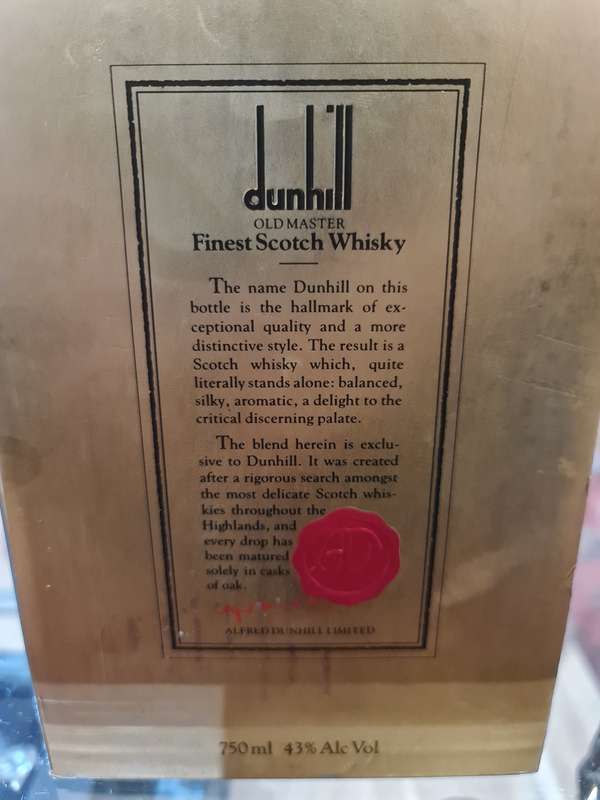 dunhill
OLD MASTER
Finest Scotch Whisky
The name Dunhill on this
bottle is the hallmark of ex-
ceptional quality and a more
distinctive style. The result is a
Scotch whisky which, quite
literally stands alone: balanced,
silky, aromatic, a delight to the
critical discerning palate.
The blend herein is exclu-
sive to Dunhill. It was created
after a rigorous search amongst
the most delicate Scotch whis-
kies throughout the
Highlands, and
every drop has
been matured
solely in casks
of oak.
AD
ALFRED DUNHILL LIMITED
750 ml 43% Alc Vol